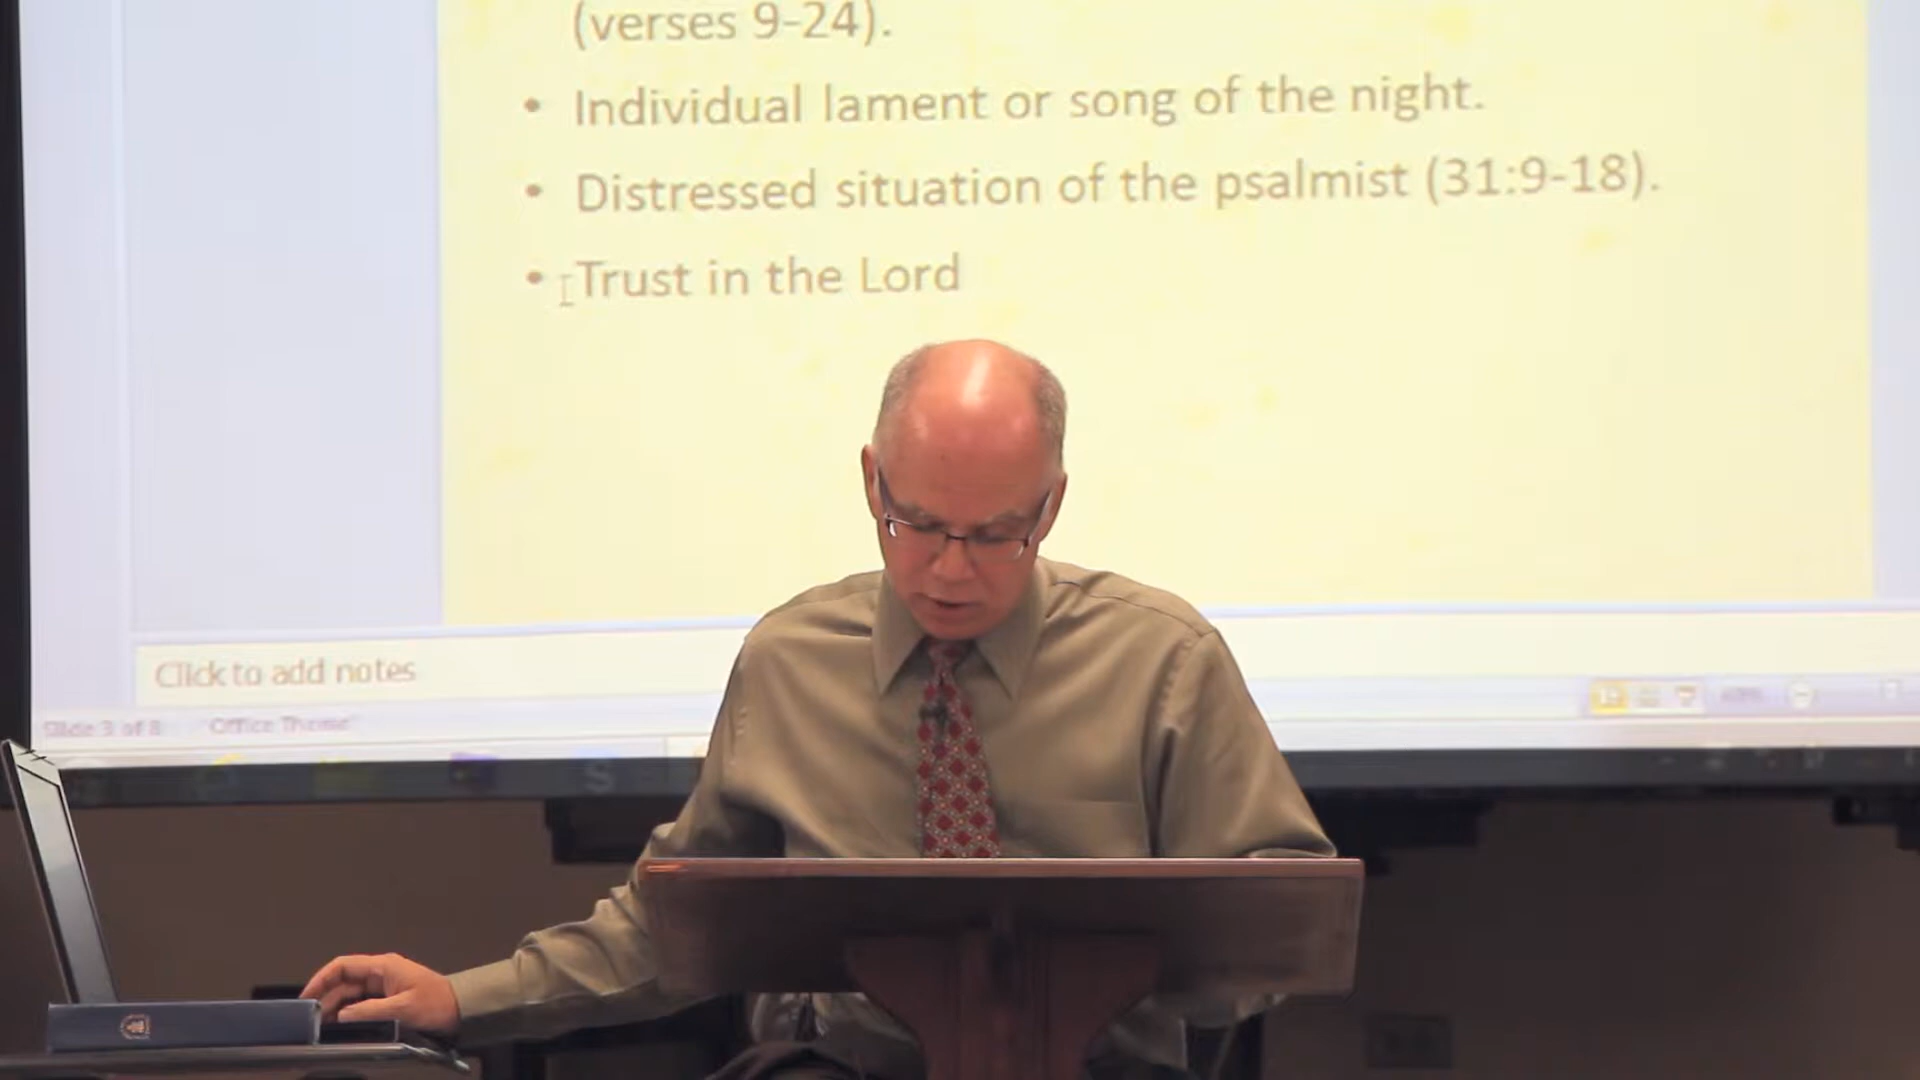 (verses 9-24).
• Individual lament or song of the night.
• Distressed situation of the psalmist (31:9-18).
• Trust in the Lord
Click to add notes
Slide 3 of 8 "Office Theme"